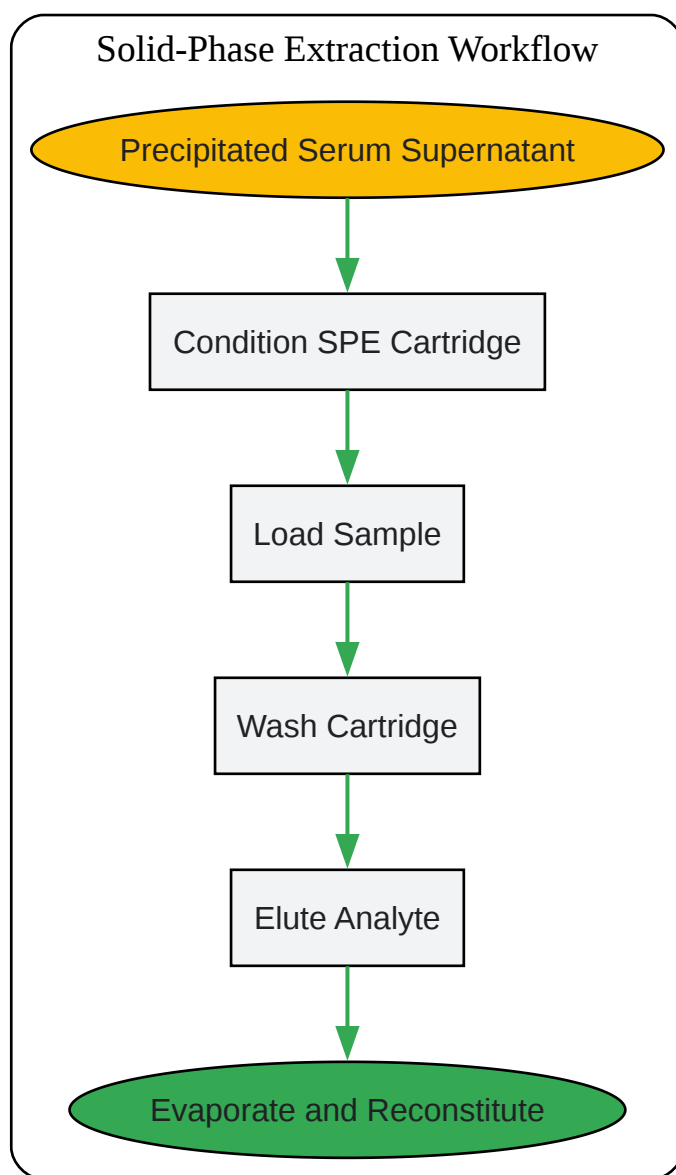 Solid-Phase Extraction Workflow
Precipitated Serum Supernatant
Condition SPE Cartridge
Load Sample
Wash Cartridge
Elute Analyte
Evaporate and Reconstitute